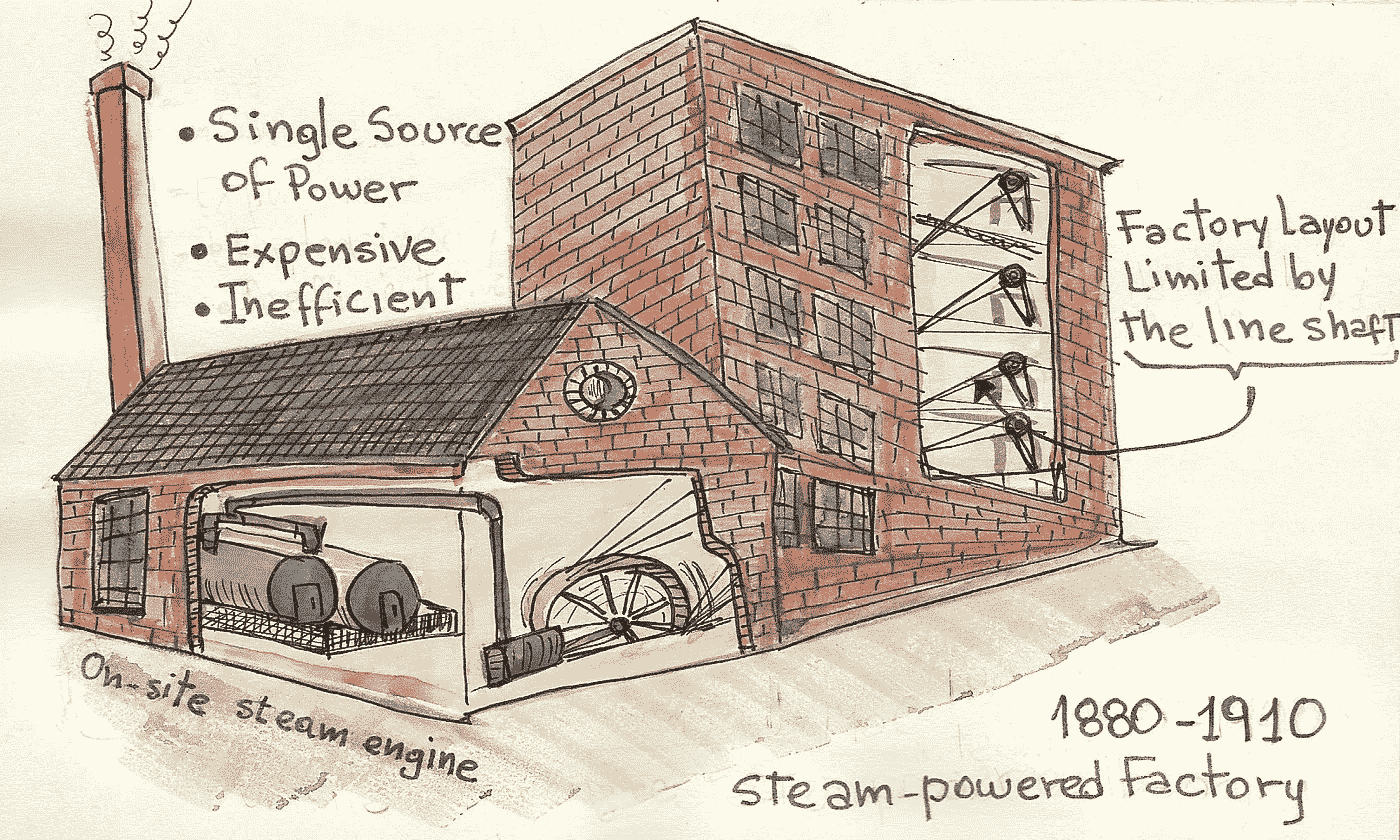 • Single Source
of Power
• Expensive
• Inefficient
Factory Layout
Limited by
the line shaft
On-site steam engine
1880-1910
steam-powered Factory